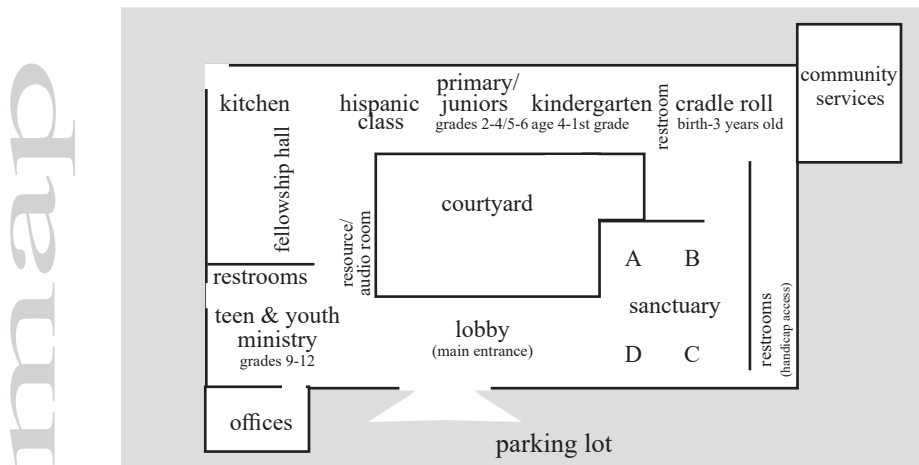 map
community
services
primary/
juniors
grades 2-4/5-6
kitchen
hispanic
class
kindergarten
age 4-1st grade
restroom
cradle roll
birth-3 years old
fellowship hall
courtyard
resource/
audio room
restrooms
A B
sanctuary
D C
restrooms
(handicap access)
teen & youth
ministry
grades 9-12
lobby
(main entrance)
offices
parking lot